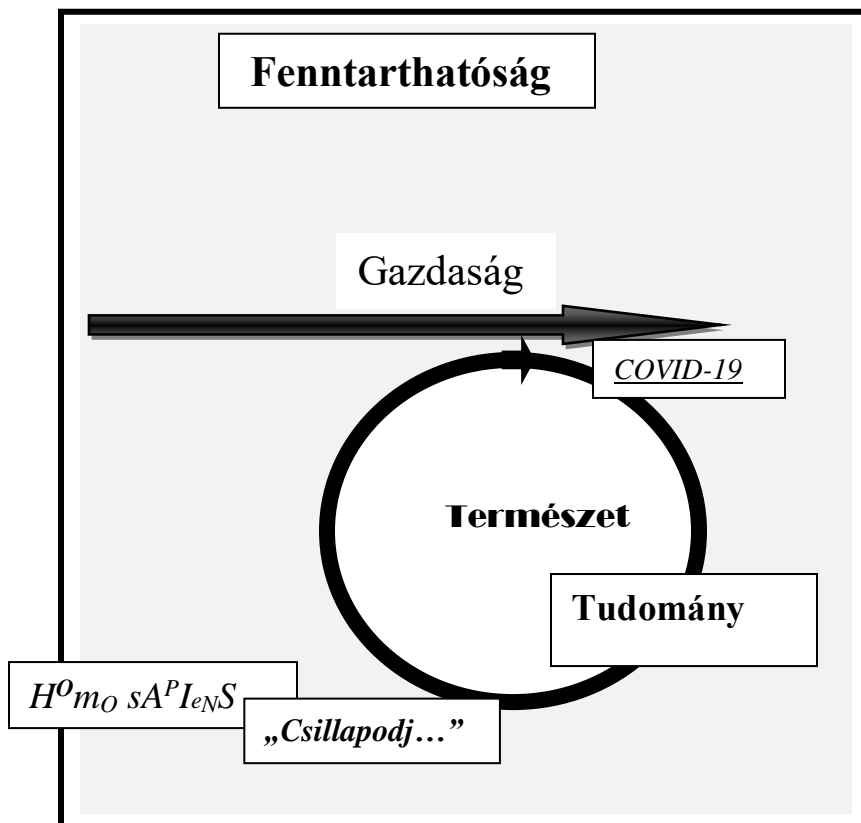 Fenntarthatóság
Gazdaság
COVID-19
Természet
Tudomány
HomO sAPIeNS
„Csillapodj…”